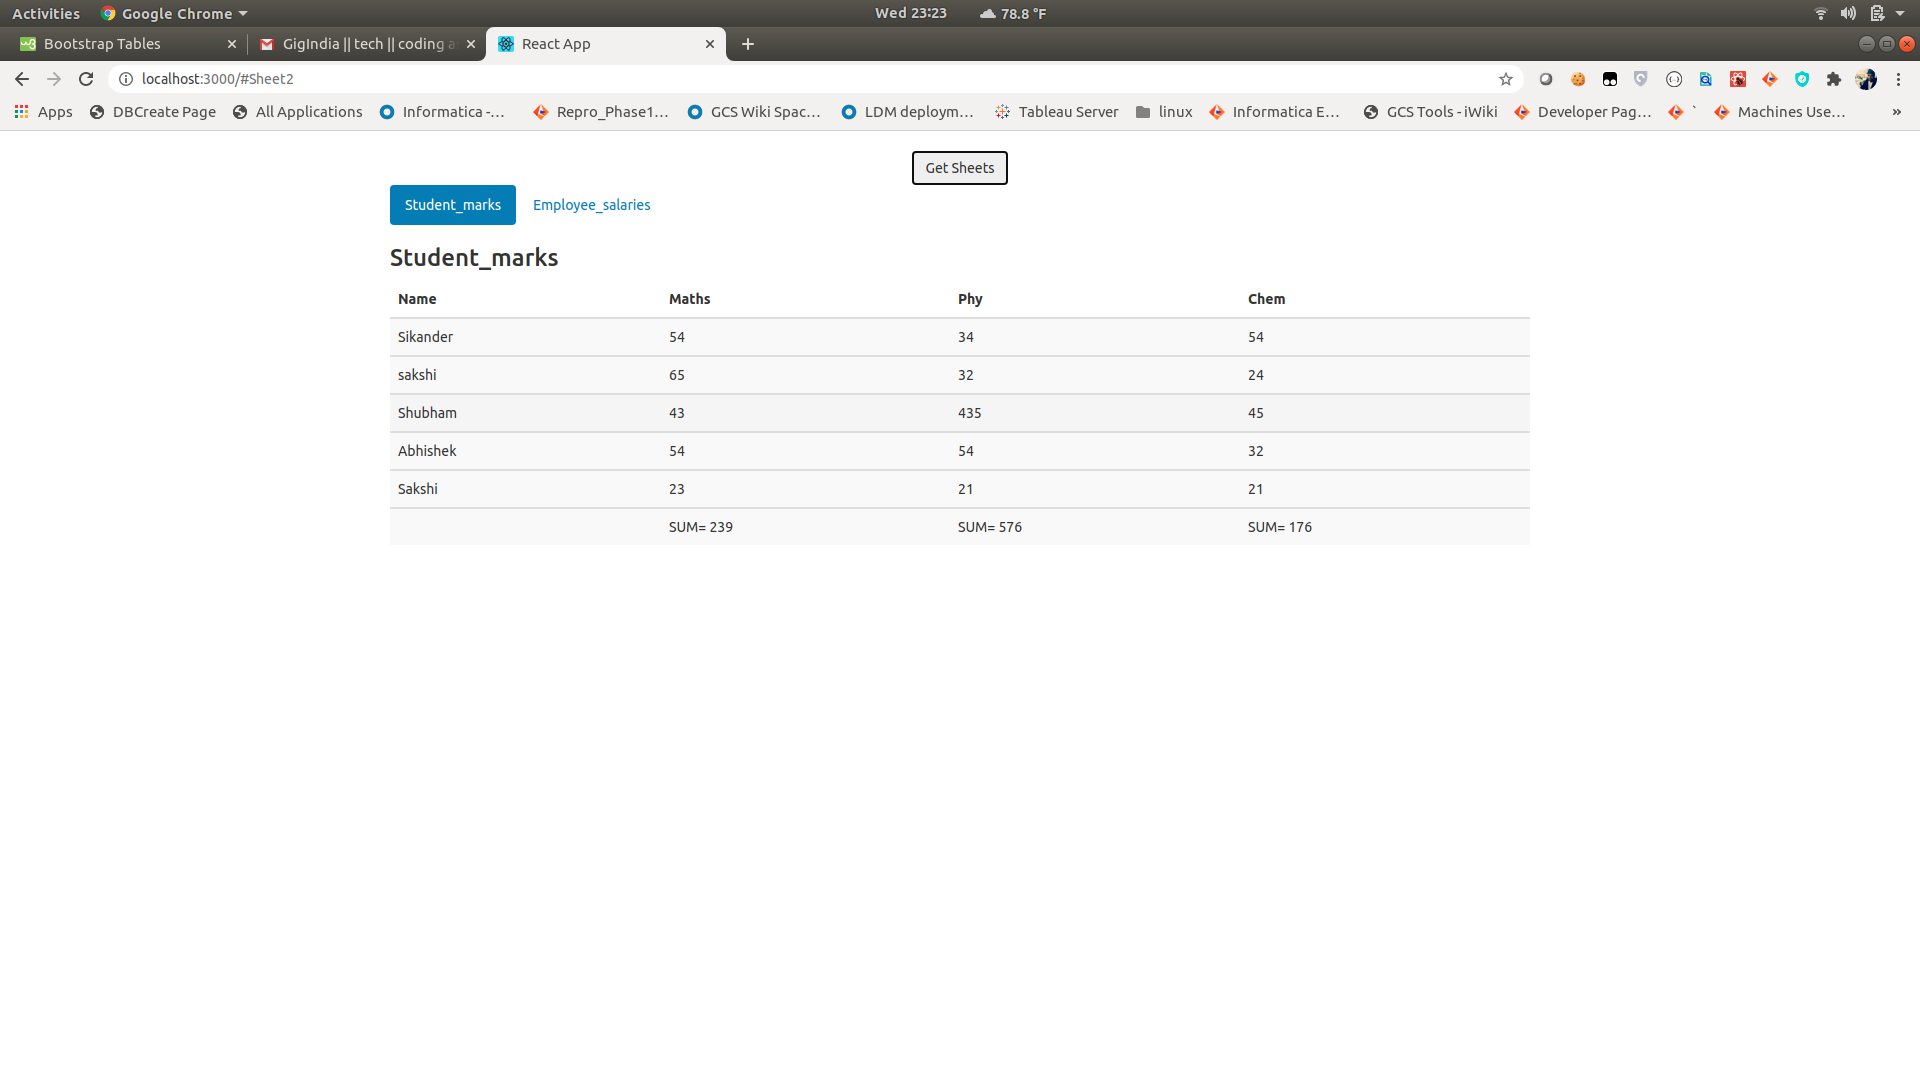 Activities Google Chrome Wed 23:23 78.8 °F
Bootstrap Tables GigIndia || tech || coding a React App
localhost:3000/#Sheet2
Apps DBCreate Page All Applications Informatica -... Repro_Phase1... GCS Wiki Spac... LDM deploym... Tableau Server linux Informatica E... GCS Tools - iWiki Developer Pag... ` Machines Use... »
Get Sheets
Student_marks Employee_salaries
Student_marks
Name Maths Phy Chem
Sikander 54 34 54
sakshi 65 32 24
Shubham 43 435 45
Abhishek 54 54 32
Sakshi 23 21 21
SUM= 239 SUM= 576 SUM= 176